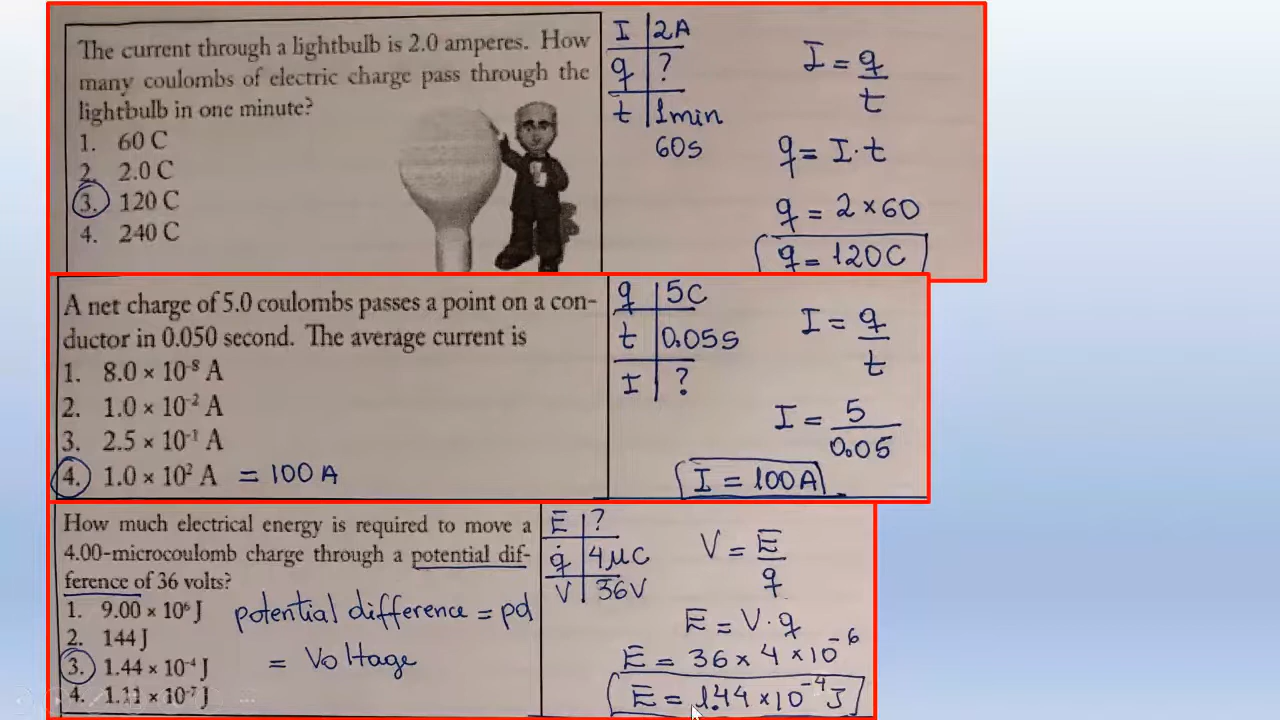 The current through a lightbulb is 2.0 amperes. How
many coulombs of electric charge pass through the
lightbulb in one minute?
1. 60 C
2. 2.0 C
3. 120 C
4. 240 C
I 2A
q ?
t 1min
60s
I = q/t
q = I·t
q = 2×60
q = 120C
A net charge of 5.0 coulombs passes a point on a con-
ductor in 0.050 second. The average current is
1. 8.0 × 10⁻⁸ A
2. 1.0 × 10⁻² A
3. 2.5 × 10⁻¹ A
4. 1.0 × 10² A = 100A
q 5C
t 0.05s
I ?
I = q/t
I = 5/0.05
I = 100A
How much electrical energy is required to move a
4.00-microcoulomb charge through a potential dif-
ference of 36 volts?
1. 9.00 × 10⁶ J
2. 144 J
3. 1.44 × 10⁻⁴ J
4. 1.11 × 10⁻⁷ J
potential difference = pd
= Voltage
E ?
q 4μC
V 36V
V = E/q
E = V·q
E = 36×4×10⁻⁶
E = 1.44×10⁻⁴J